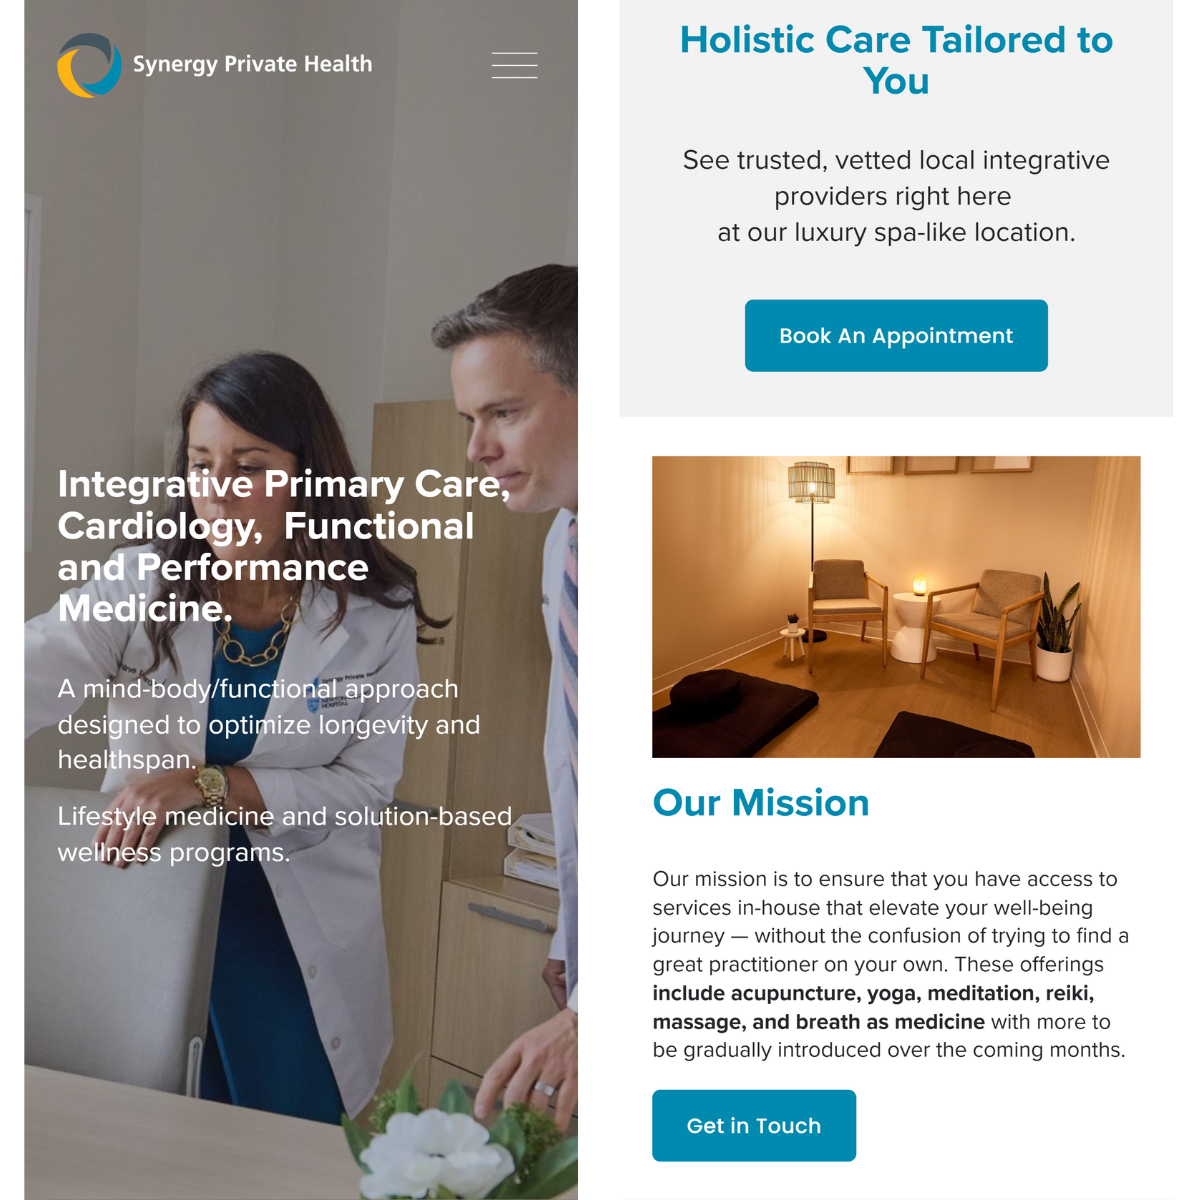 Synergy Private Health
Integrative Primary Care,
Cardiology,  Functional
and Performance
Medicine.
A mind-body/functional approach
designed to optimize longevity and
healthspan.
Lifestyle medicine and solution-based
wellness programs.
Holistic Care Tailored to
You
See trusted, vetted local integrative
providers right here
at our luxury spa-like location.
Book An Appointment
Our Mission
Our mission is to ensure that you have access to
services in-house that elevate your well-being
journey — without the confusion of trying to find a
great practitioner on your own. These offerings
include acupuncture, yoga, meditation, reiki,
massage, and breath as medicine with more to
be gradually introduced over the coming months.
Get in Touch